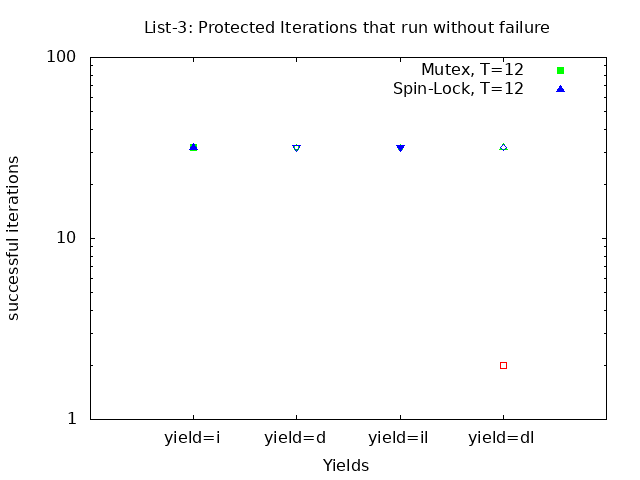 List-3: Protected Iterations that run without failure
100
Mutex, T=12
Spin-Lock, T=12
successful iterations
10
1
yield=i yield=d yield=il yield=dl
Yields